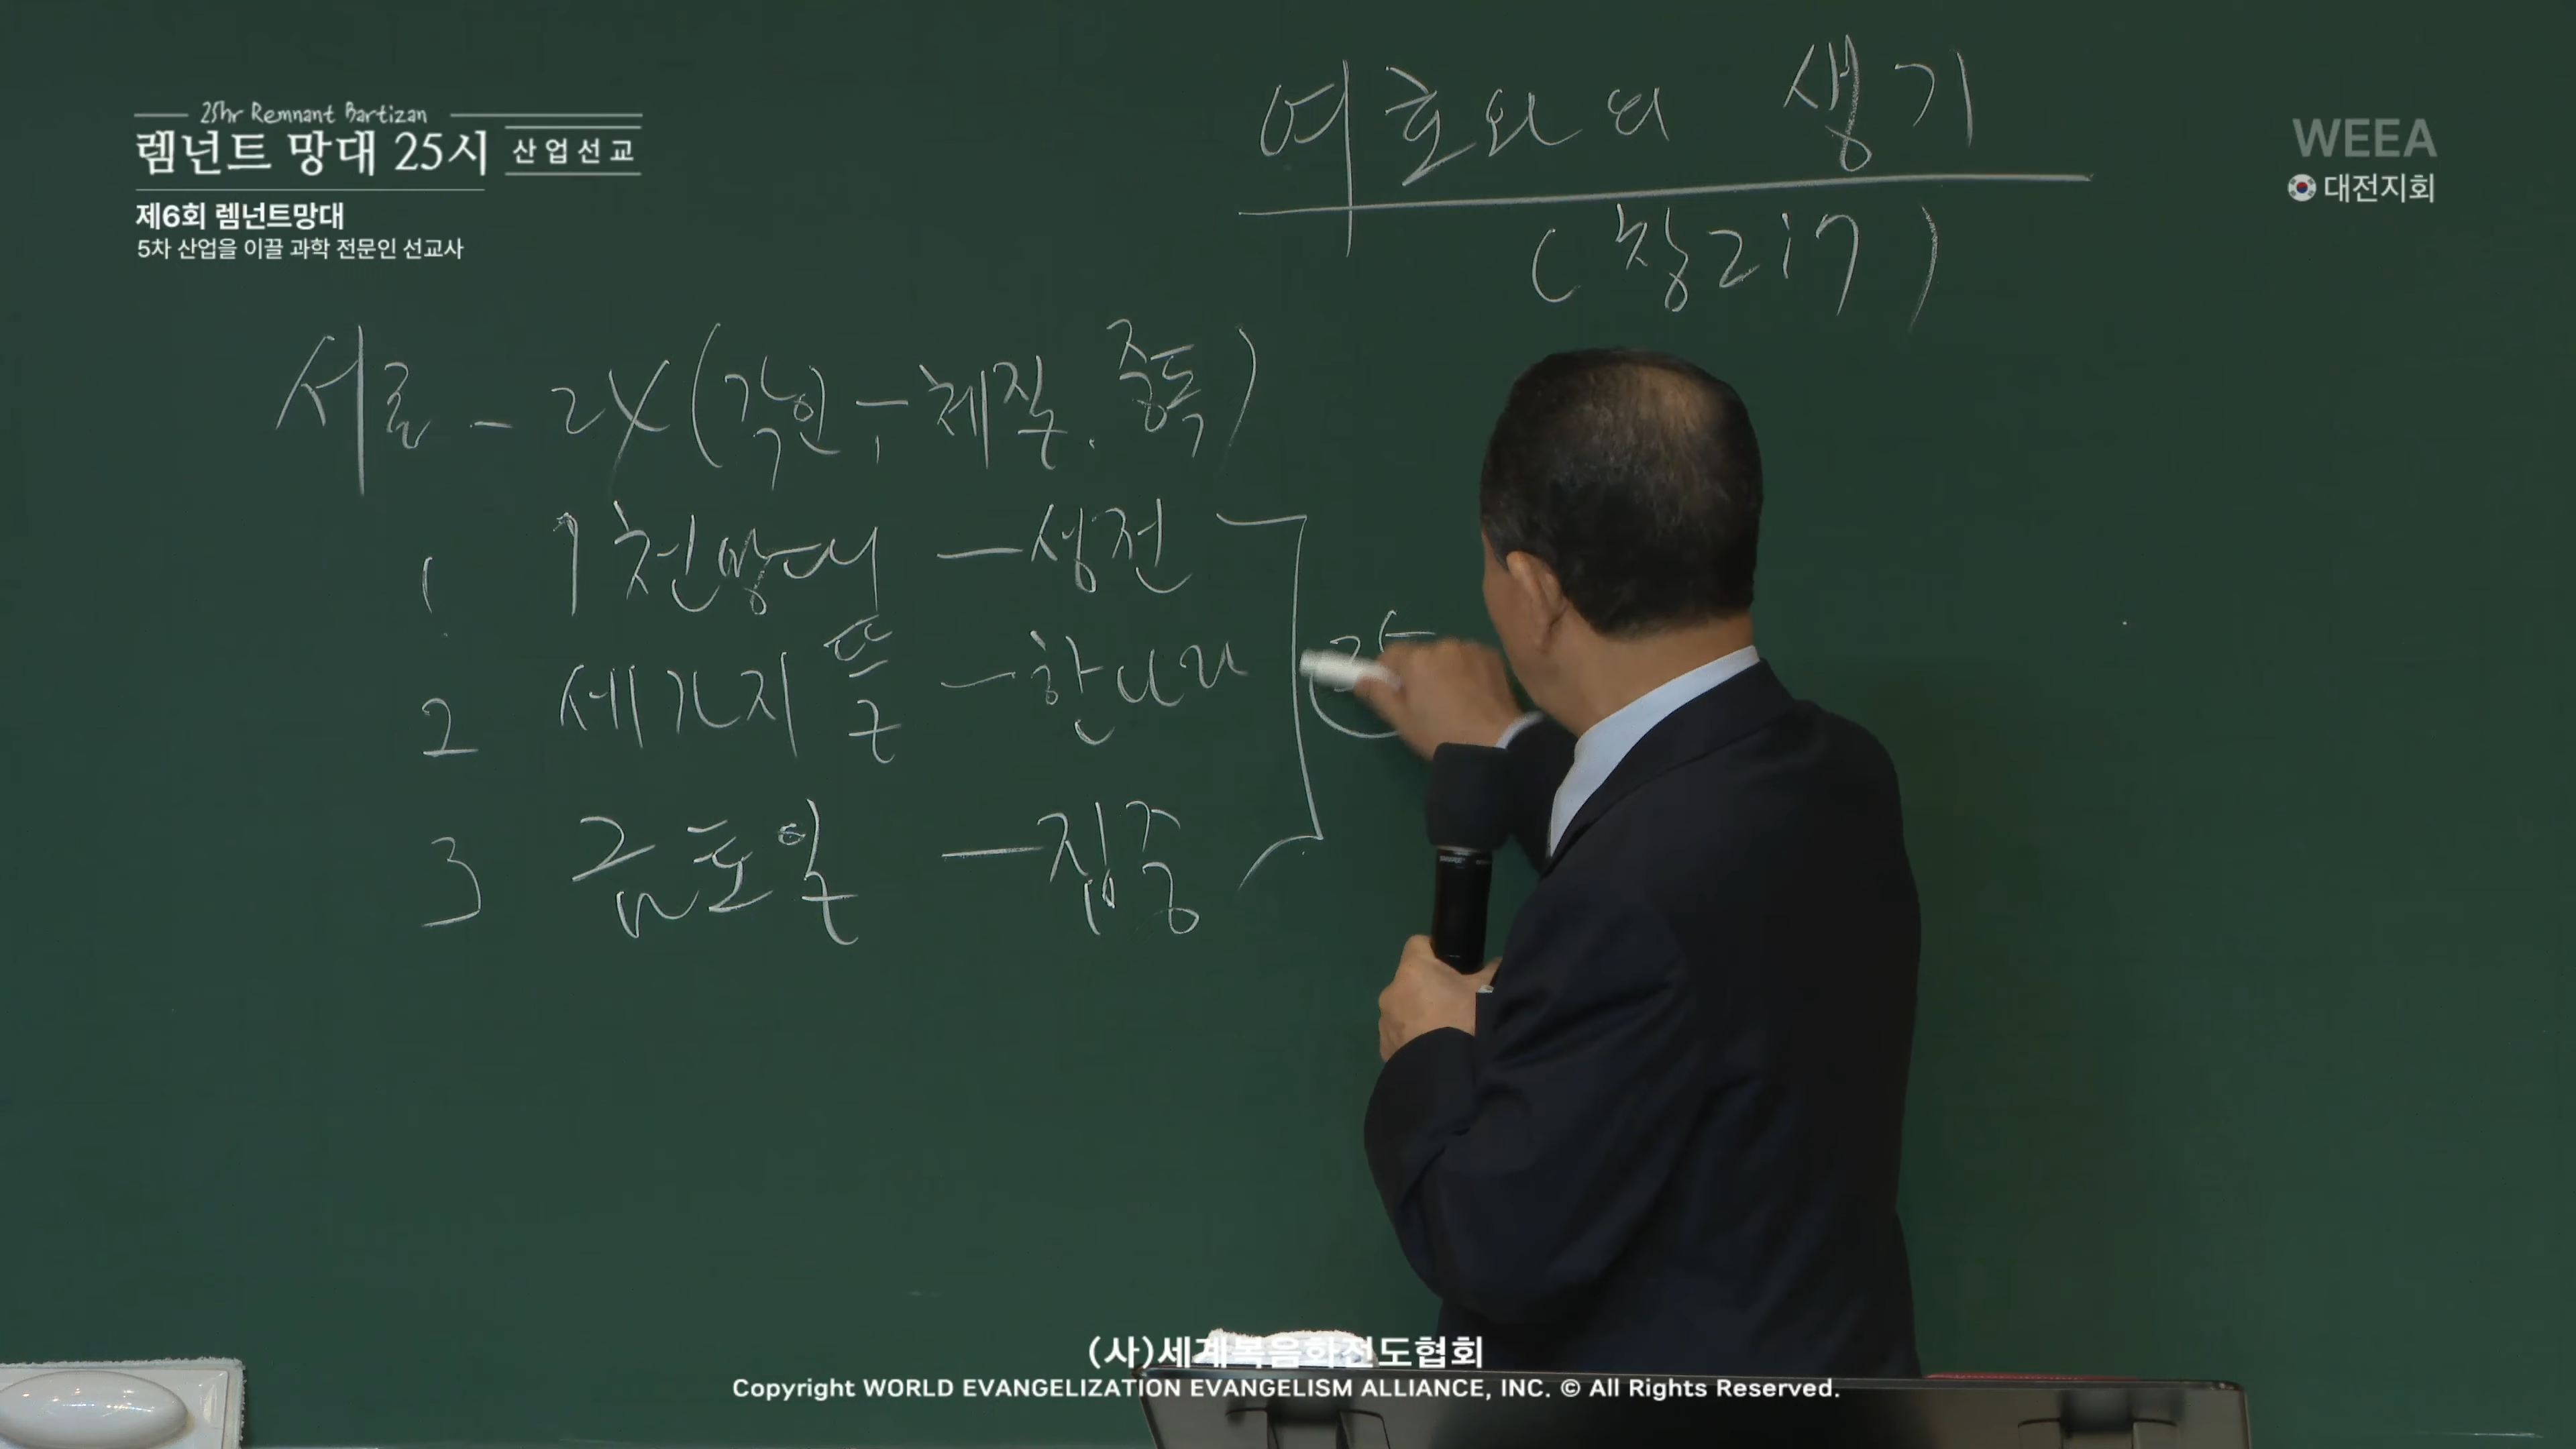 25hr Remnant Bartizan
렘넌트 망대 25시 산업선교
제6회 렘넌트망대
5차 산업을 이끌 과학 전문인 선교사
WEEA
대전지회
여호와의 생기
(창2:7)
서론 - 24 (각인, 체질. 중독)
1 1천망대 - 성전
2 세가지 뜰 - 한나라
3 금토일 - 집중
25
(사)세계복음화전도협회
Copyright WORLD EVANGELIZATION EVANGELISM ALLIANCE, INC. © All Rights Reserved.